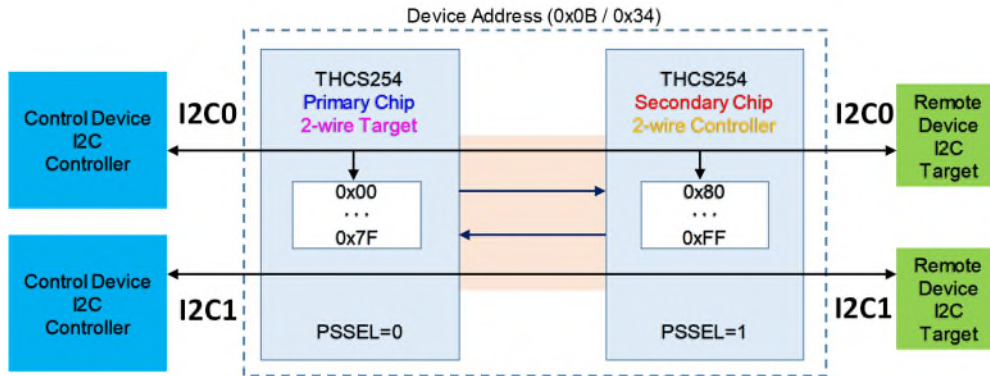 Device Address (0x0B / 0x34)
Control Device
I2C
Controller
I2C0
THCS254
Primary Chip
2-wire Target
0x00
...
0x7F
PSSEL=0
THCS254
Secondary Chip
2-wire Controller
0x80
...
0xFF
PSSEL=1
I2C0
Remote
Device
I2C
Target
Control Device
I2C
Controller
I2C1
I2C1
Remote
Device
I2C
Target